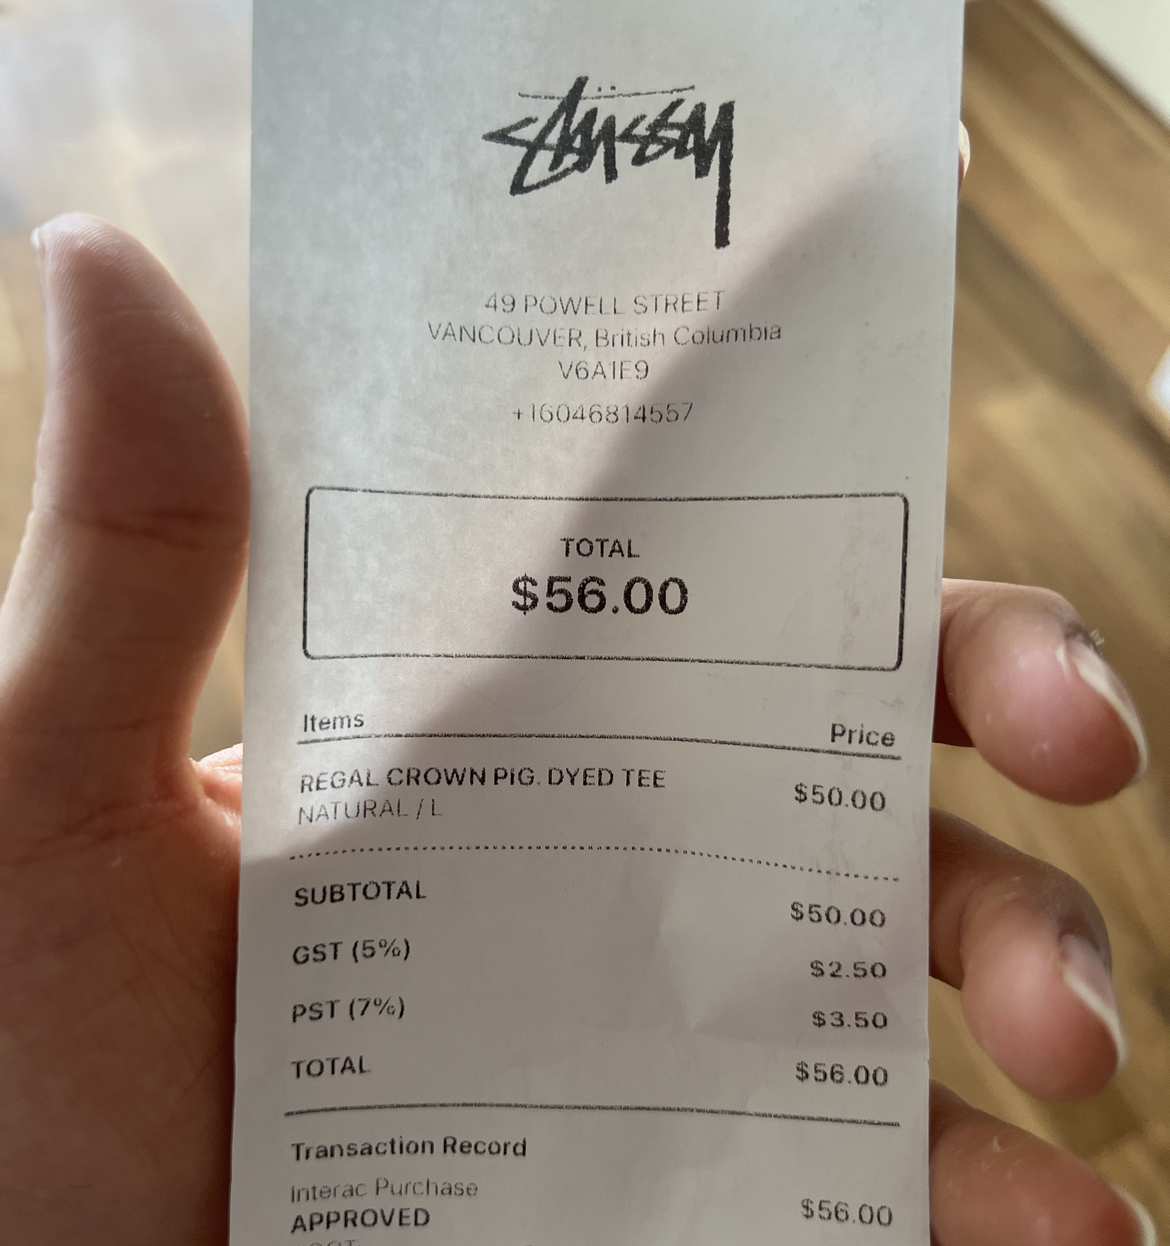 Stüssy
49 POWELL STREET
VANCOUVER, British Columbia
V6A1E9
+16046814557
TOTAL
$56.00
Items Price
REGAL CROWN PIG. DYED TEE $50.00
NATURAL / L
SUBTOTAL $50.00
GST (5%) $2.50
PST (7%) $3.50
TOTAL $56.00
Transaction Record
Interac Purchase $56.00
APPROVED